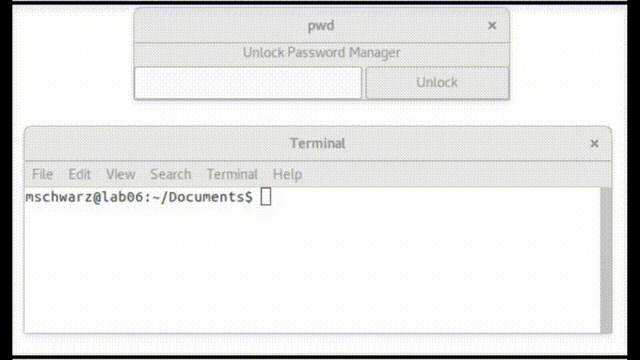 pwd ×
Unlock Password Manager
Unlock
Terminal ×
File Edit View Search Terminal Help
mschwarz@lab06:~/Documents$